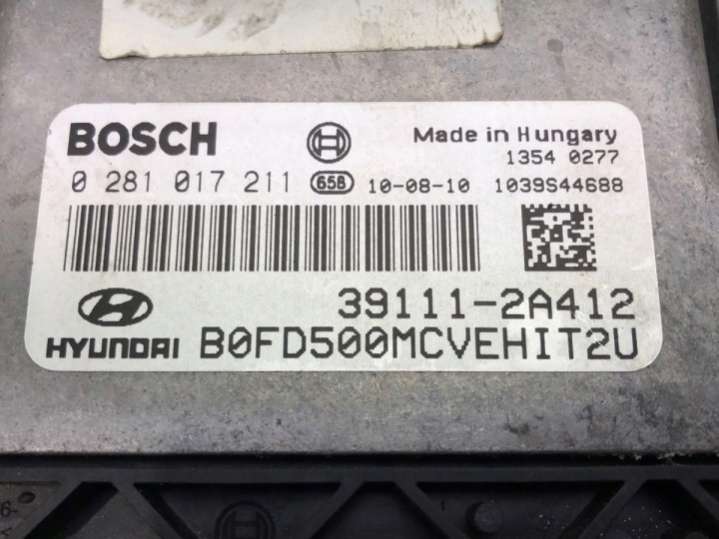 BOSCH
Made in Hungary
1354 0277
0 281 017 211 658 10-08-10 1039S44688
39111-2A412
HYUNDAI B0FD500MCVEHIT2U